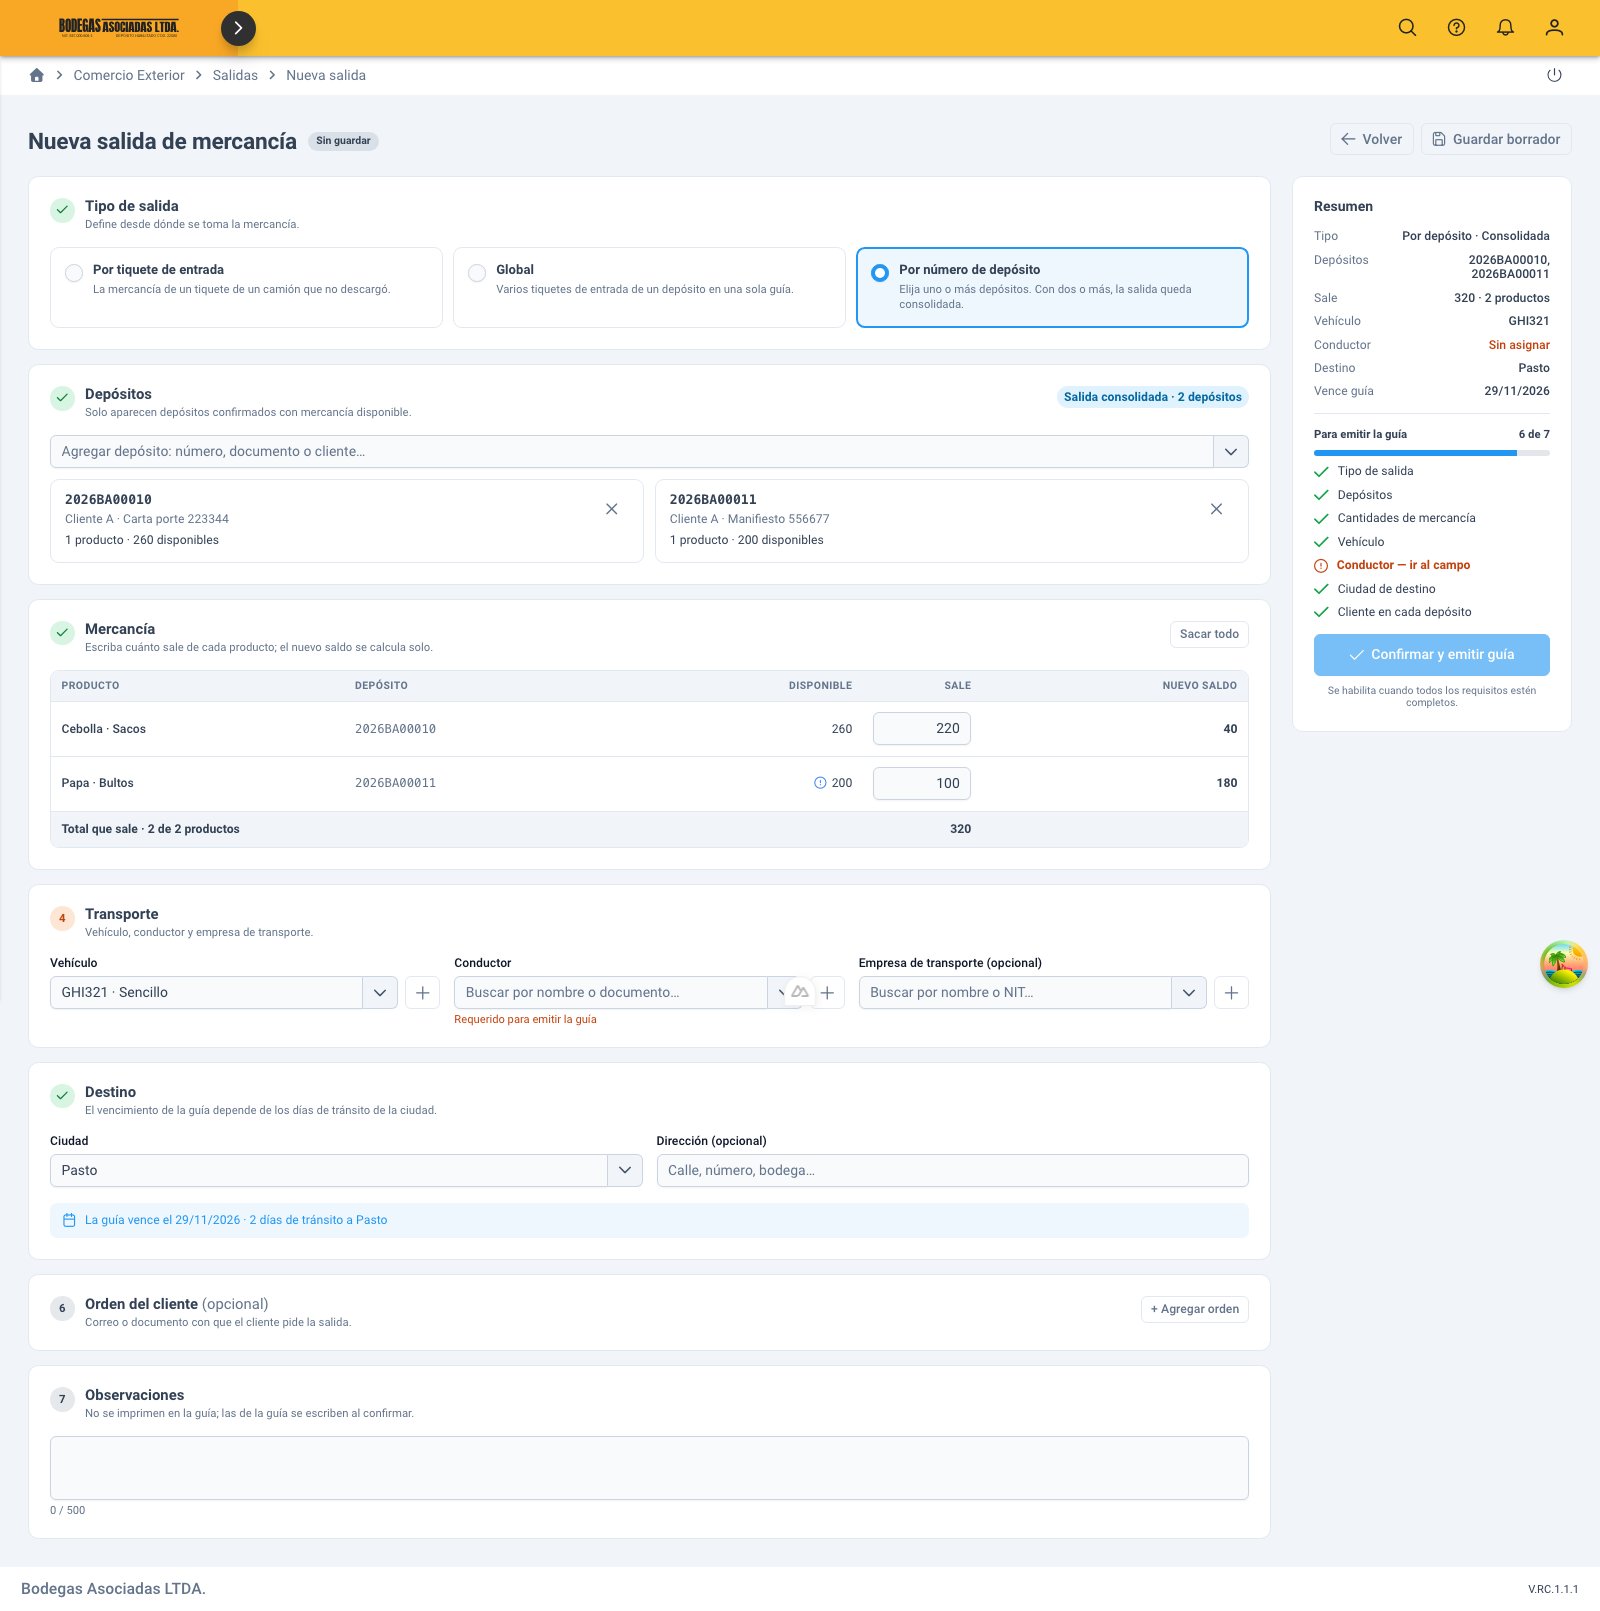 BODEGAS ASOCIADAS LTDA.
Comercio Exterior
Salidas
Nueva salida
Nueva salida de mercancía
Sin guardar
Volver
Guardar borrador
Tipo de salida
Define desde dónde se toma la mercancía.
Por tiquete de entrada
La mercancía de un tiquete de un camión que no descargó.
Global
Varios tiquetes de entrada de un depósito en una sola guía.
Por número de depósito
Elija uno o más depósitos. Con dos o más, la salida queda
consolidada.
Depósitos
Solo aparecen depósitos confirmados con mercancía disponible.
Salida consolidada · 2 depósitos
Agregar depósito: número, documento o cliente...
2026BA00010
Cliente A · Carta porte 223344
1 producto · 260 disponibles
2026BA00011
Cliente A · Manifiesto 556677
1 producto · 200 disponibles
Mercancía
Escriba cuánto sale de cada producto; el nuevo saldo se calcula solo.
Sacar todo
PRODUCTO DEPÓSITO DISPONIBLE SALE NUEVO SALDO
Cebolla · Sacos 2026BA00010 260 220 40
Papa · Bultos 2026BA00011 200 100 180
Total que sale · 2 de 2 productos 320
4
Transporte
Vehículo, conductor y empresa de transporte.
Vehículo
GHI321 · Sencillo
Conductor
Buscar por nombre o documento...
Requerido para emitir la guía
Empresa de transporte (opcional)
Buscar por nombre o NIT...
Destino
El vencimiento de la guía depende de los días de tránsito de la ciudad.
Ciudad
Pasto
Dirección (opcional)
Calle, número, bodega...
La guía vence el 29/11/2026 · 2 días de tránsito a Pasto
6
Orden del cliente (opcional)
Correo o documento con que el cliente pide la salida.
+ Agregar orden
7
Observaciones
No se imprimen en la guía; las de la guía se escriben al confirmar.
0 / 500
Resumen
Tipo Por depósito · Consolidada
Depósitos 2026BA00010,
2026BA00011
Sale 320 · 2 productos
Vehículo GHI321
Conductor Sin asignar
Destino Pasto
Vence guía 29/11/2026
Para emitir la guía 6 de 7
Tipo de salida
Depósitos
Cantidades de mercancía
Vehículo
Conductor — ir al campo
Ciudad de destino
Cliente en cada depósito
Confirmar y emitir guía
Se habilita cuando todos los requisitos estén
completos.
Bodegas Asociadas LTDA.
V.RC.1.1.1